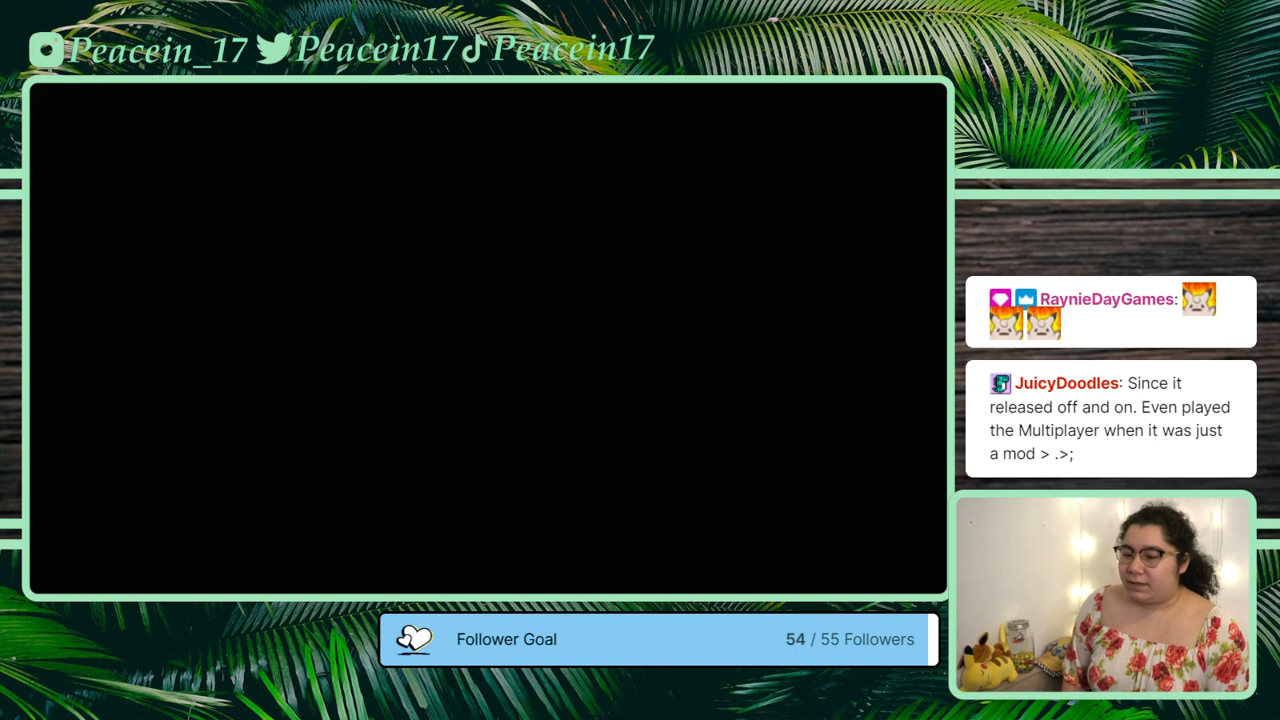 Peacein_17 Peacein17 Peacein17
RaynieDayGames:
JuicyDoodles: Since it
released off and on. Even played
the Multiplayer when it was just
a mod > .>;
Follower Goal 54 / 55 Followers